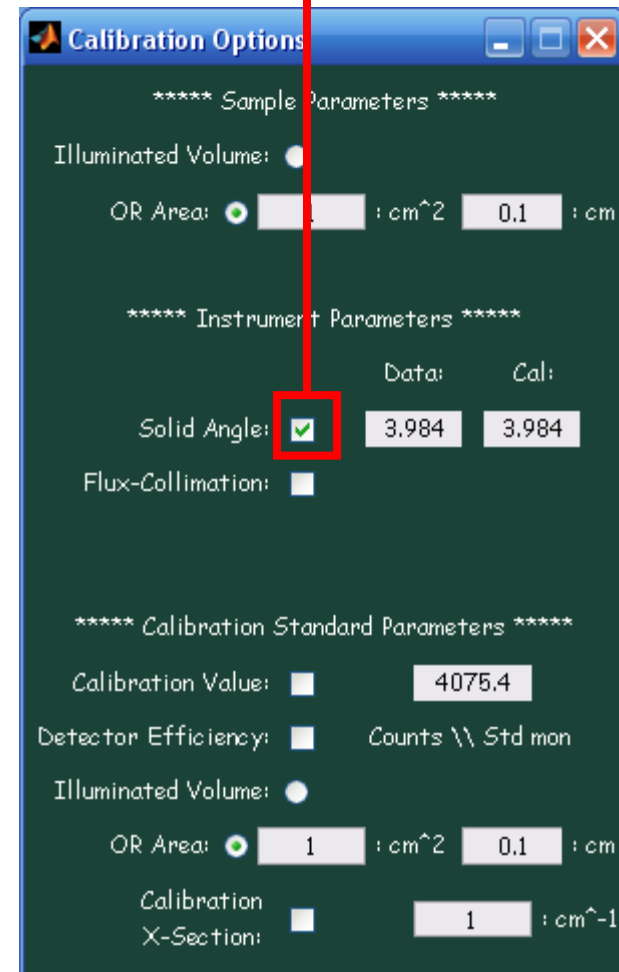 Calibration Options
***** Sample Parameters *****
Illuminated Volume:
OR Area: : cm^2 0.1 : cm
***** Instrument Parameters *****
Data: Cal:
Solid Angle: 3.984 3.984
Flux-Collimation:
***** Calibration Standard Parameters *****
Calibration Value: 4075.4
Detector Efficiency: Counts \\ Std mon
Illuminated Volume:
OR Area: 1 : cm^2 0.1 : cm
Calibration
X-Section: 1 : cm^-1